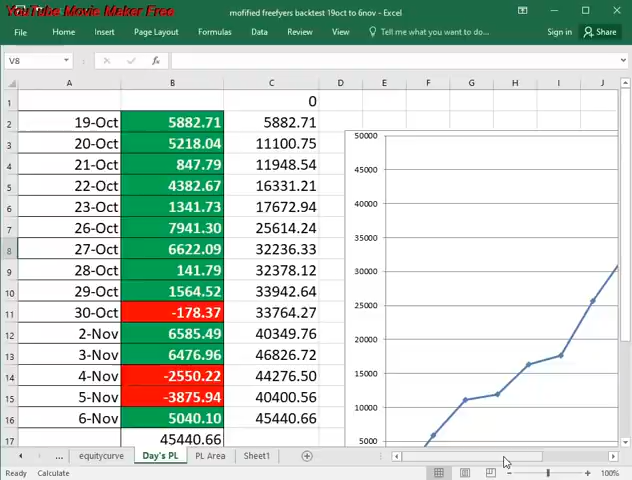 YouTube Movie Maker Free
mofified freefyers backtest 19oct to 6nov - Excel
File Home Insert Page Layout Formulas Data Review View Tell me what you want to do... Sign in Share
V8 fx
A B C D E F G H I J
1 0
2 19-Oct 5882.71 5882.71
3 20-Oct 5218.04 11100.75
4 21-Oct 847.79 11948.54
5 22-Oct 4382.67 16331.21
6 23-Oct 1341.73 17672.94
7 26-Oct 7941.30 25614.24
8 27-Oct 6622.09 32236.33
9 28-Oct 141.79 32378.12
10 29-Oct 1564.52 33942.64
11 30-Oct -178.37 33764.27
12 2-Nov 6585.49 40349.76
13 3-Nov 6476.96 46826.72
14 4-Nov -2550.22 44276.50
15 5-Nov -3875.94 40400.56
16 6-Nov 5040.10 45440.66
17 45440.66
50000
45000
40000
35000
30000
25000
20000
15000
10000
5000
... equitycurve Day's PL PL Area Sheet1
Ready Calculate 100%